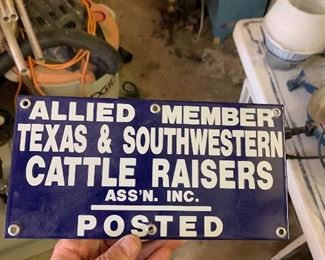 ALLIED MEMBER
TEXAS & SOUTHWESTERN
CATTLE RAISERS
ASS'N. INC.
POSTED